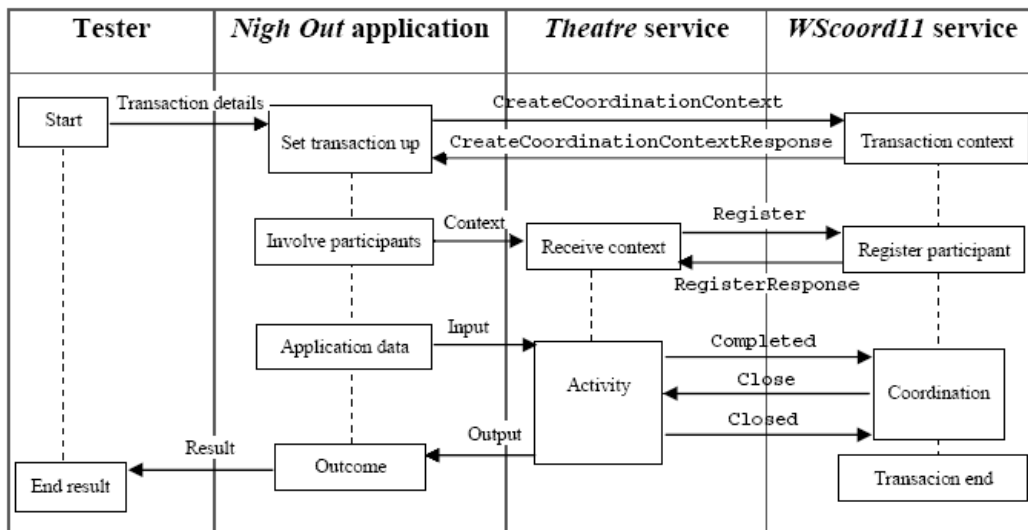 Tester
Nigh Out application
Theatre service
WScoord11 service
Transaction details
CreateCoordinationContext
Start
Set transaction up
CreateCoordinationContextResponse
Transaction context
Involve participants
Context
Receive context
Register
Register participant
RegisterResponse
Application data
Input
Activity
Completed
Close
Coordination
Closed
Output
Result
Outcome
End result
Transacion end